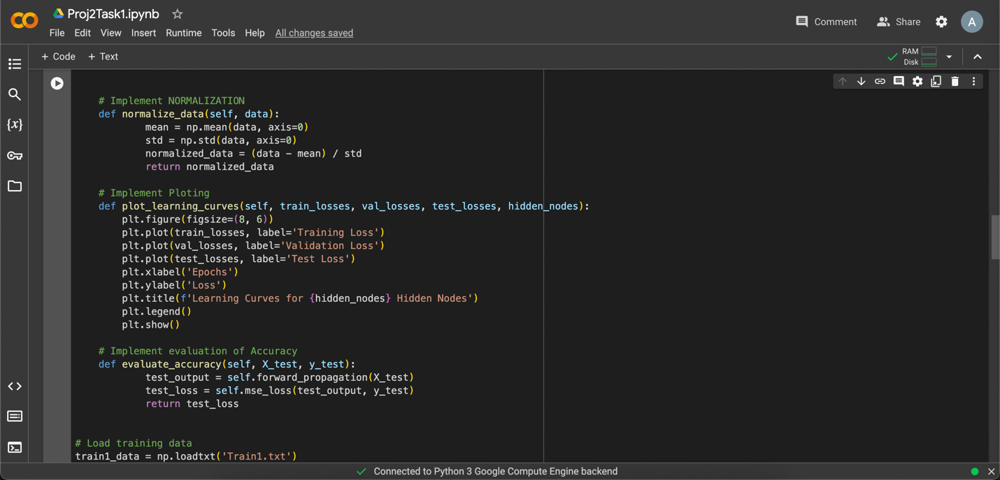 Proj2Task1.ipynb
File Edit View Insert Runtime Tools Help All changes saved
Comment Share A
+ Code + Text
RAM
Disk
{x}
# Implement NORMALIZATION
def normalize_data(self, data):
mean = np.mean(data, axis=0)
std = np.std(data, axis=0)
normalized_data = (data - mean) / std
return normalized_data
# Implement Ploting
def plot_learning_curves(self, train_losses, val_losses, test_losses, hidden_nodes):
plt.figure(figsize=(8, 6))
plt.plot(train_losses, label='Training Loss')
plt.plot(val_losses, label='Validation Loss')
plt.plot(test_losses, label='Test Loss')
plt.xlabel('Epochs')
plt.ylabel('Loss')
plt.title(f'Learning Curves for {hidden_nodes} Hidden Nodes')
plt.legend()
plt.show()
# Implement evaluation of Accuracy
def evaluate_accuracy(self, X_test, y_test):
test_output = self.forward_propagation(X_test)
test_loss = self.mse_loss(test_output, y_test)
return test_loss
# Load training data
train1_data = np.loadtxt('Train1.txt')
Connected to Python 3 Google Compute Engine backend